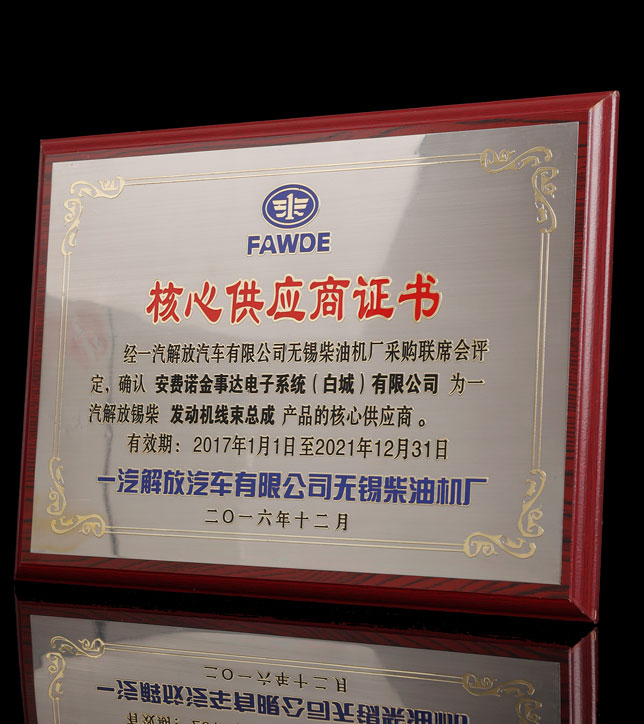 FAWDE
核心供应商证书
经一汽解放汽车有限公司无锡柴油机厂采购联席会评
定，确认 安费诺金事达电子系统（白城）有限公司 为一
汽解放锡柴 发动机线束总成 产品的核心供应商。
有效期：2017年1月1日至2021年12月31日
一汽解放汽车有限公司无锡柴油机厂
二〇一六年十二月